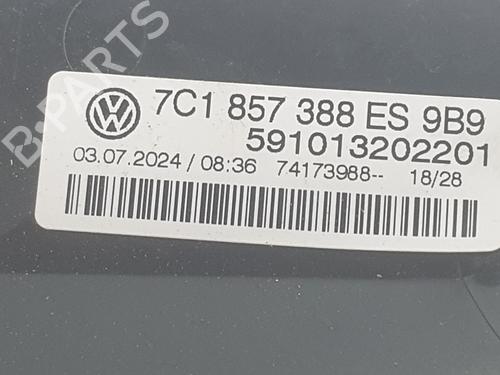 B-PARTS
7C1 857 388 ES 9B9
591013202201
03.07.2024 / 08:36 74173988-- 18/28